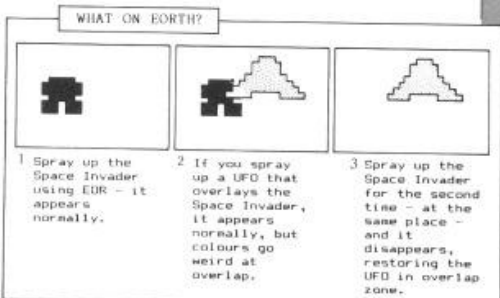 WHAT ON EORTH?
1 Spray up the
Space Invader
using EOR - it
appears
normally.
2 If you spray
up a UFO that
overlays the
Space Invader,
it appears
normally, but
colours go
weird at
overlap.
3 Spray up the
Space Invader
for the second
time - at the
same place -
and it
disappears,
restoring the
UFO in overlap
zone.